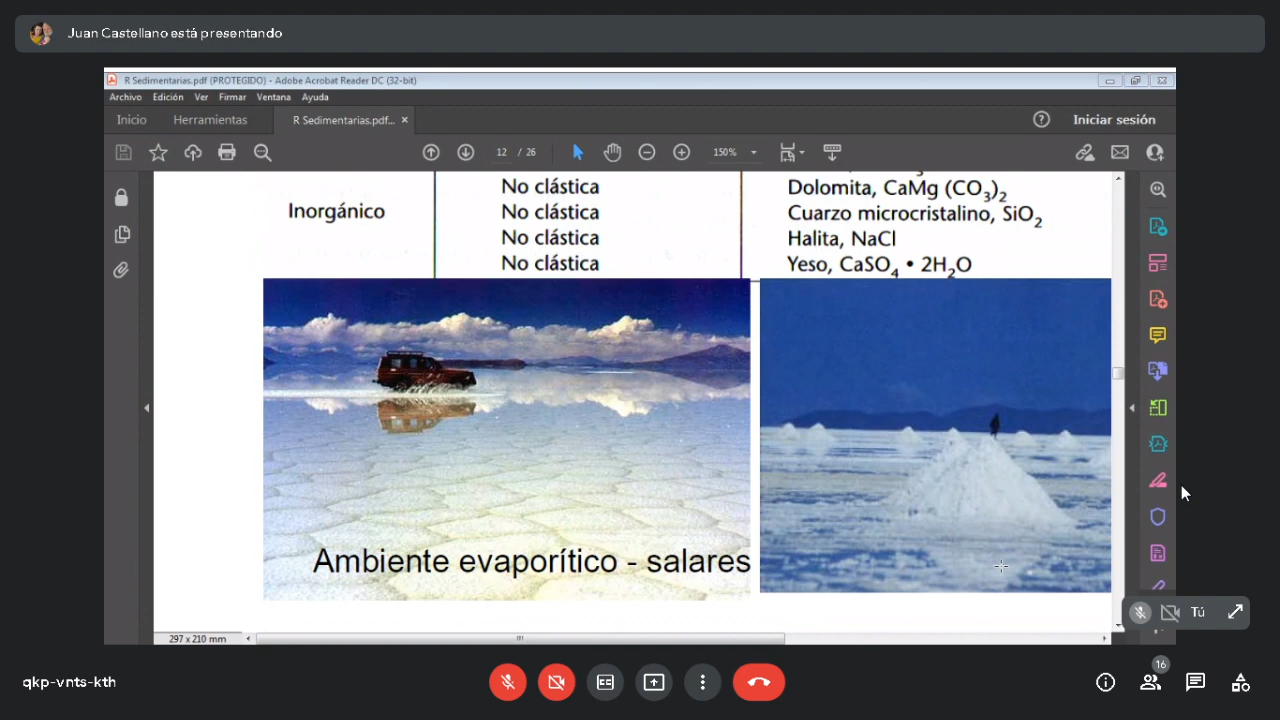 Juan Castellano está presentando
R Sedimentarias.pdf (PROTEGIDO) - Adobe Acrobat Reader DC (32-bit)
Archivo Edición Ver Firmar Ventana Ayuda
Inicio Herramientas R Sedimentarias.pdf... × Iniciar sesión
12 / 26 150%
No clástica Dolomita, CaMg (CO₃)₂
Inorgánico No clástica Cuarzo microcristalino, SiO₂
No clástica Halita, NaCl
No clástica Yeso, CaSO₄ • 2H₂O
Ambiente evaporítico - salares
Tú
297 x 210 mm
16
qkp-vnts-kth